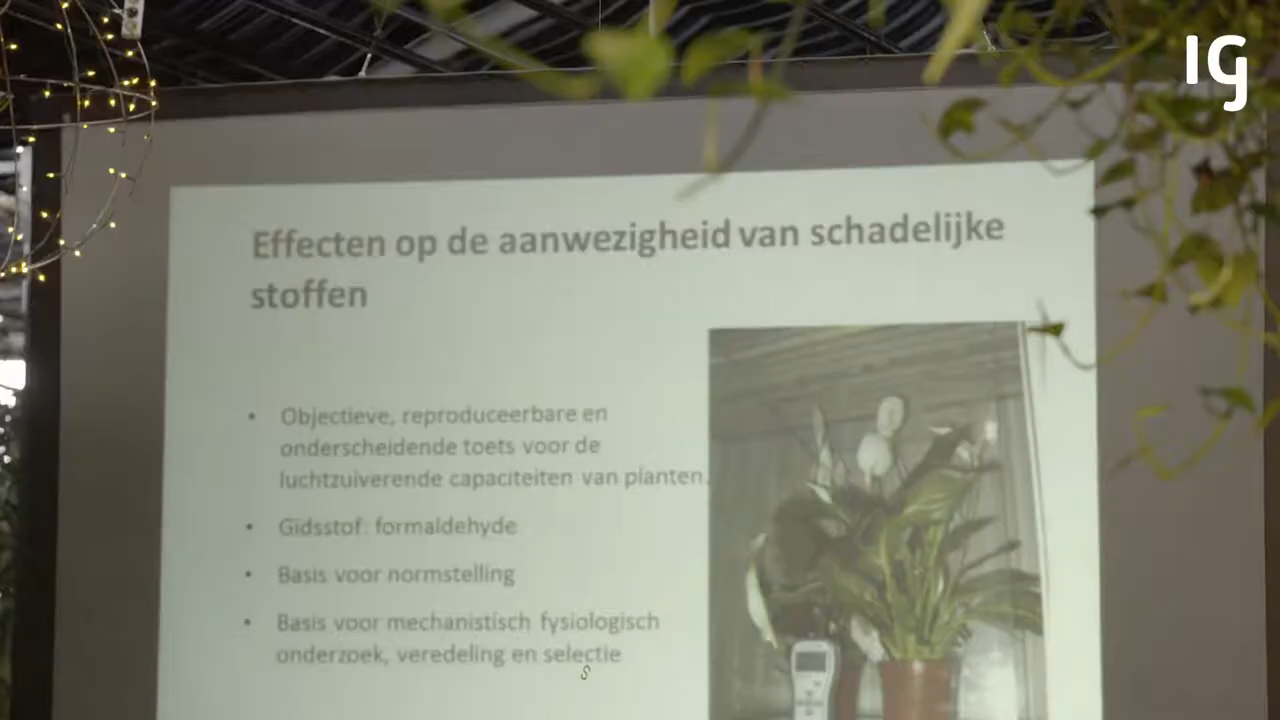 IG
Effecten op de aanwezigheid van schadelijke
stoffen
• Objectieve, reproduceerbare en
onderscheidende toets voor de
luchtzuiverende capaciteiten van planten.
• Gidsstof: formaldehyde
• Basis voor normstelling
• Basis voor mechanistisch fysiologisch
onderzoek, veredeling en selectie